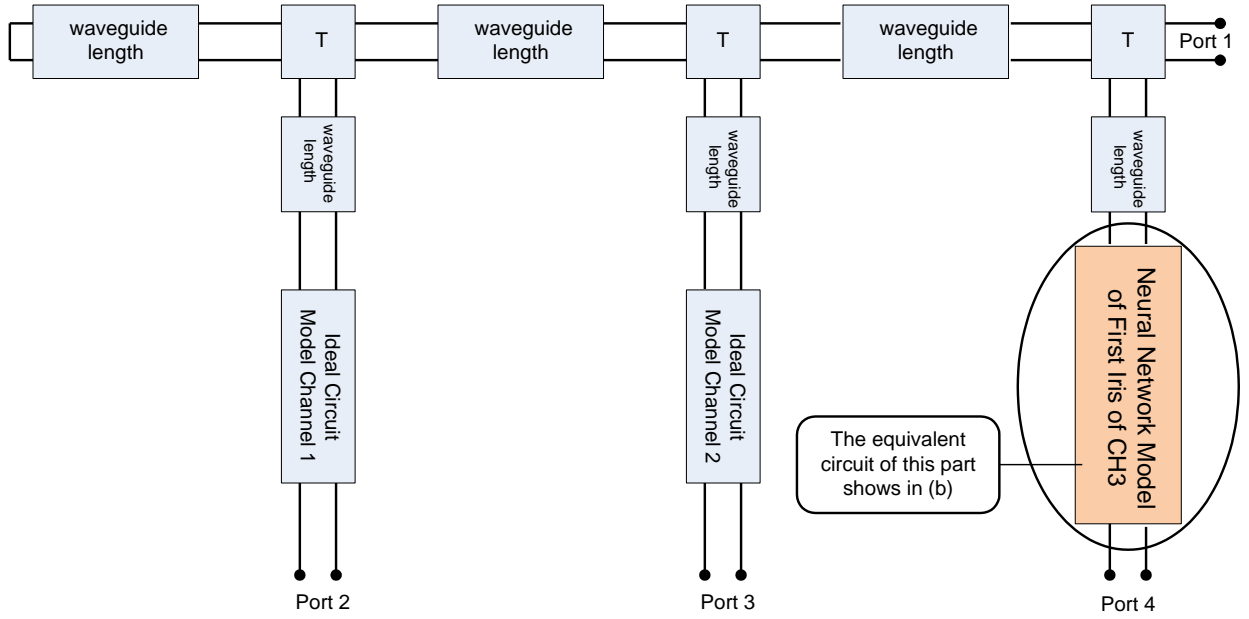 waveguide
length
T
waveguide
length
T
waveguide
length
T
Port 1
waveguide
length
waveguide
length
waveguide
length
Ideal Circuit
Model Channel 1
Ideal Circuit
Model Channel 2
Neural Network Model
of First Iris of CH3
The equivalent
circuit of this part
shows in (b)
Port 2
Port 3
Port 4